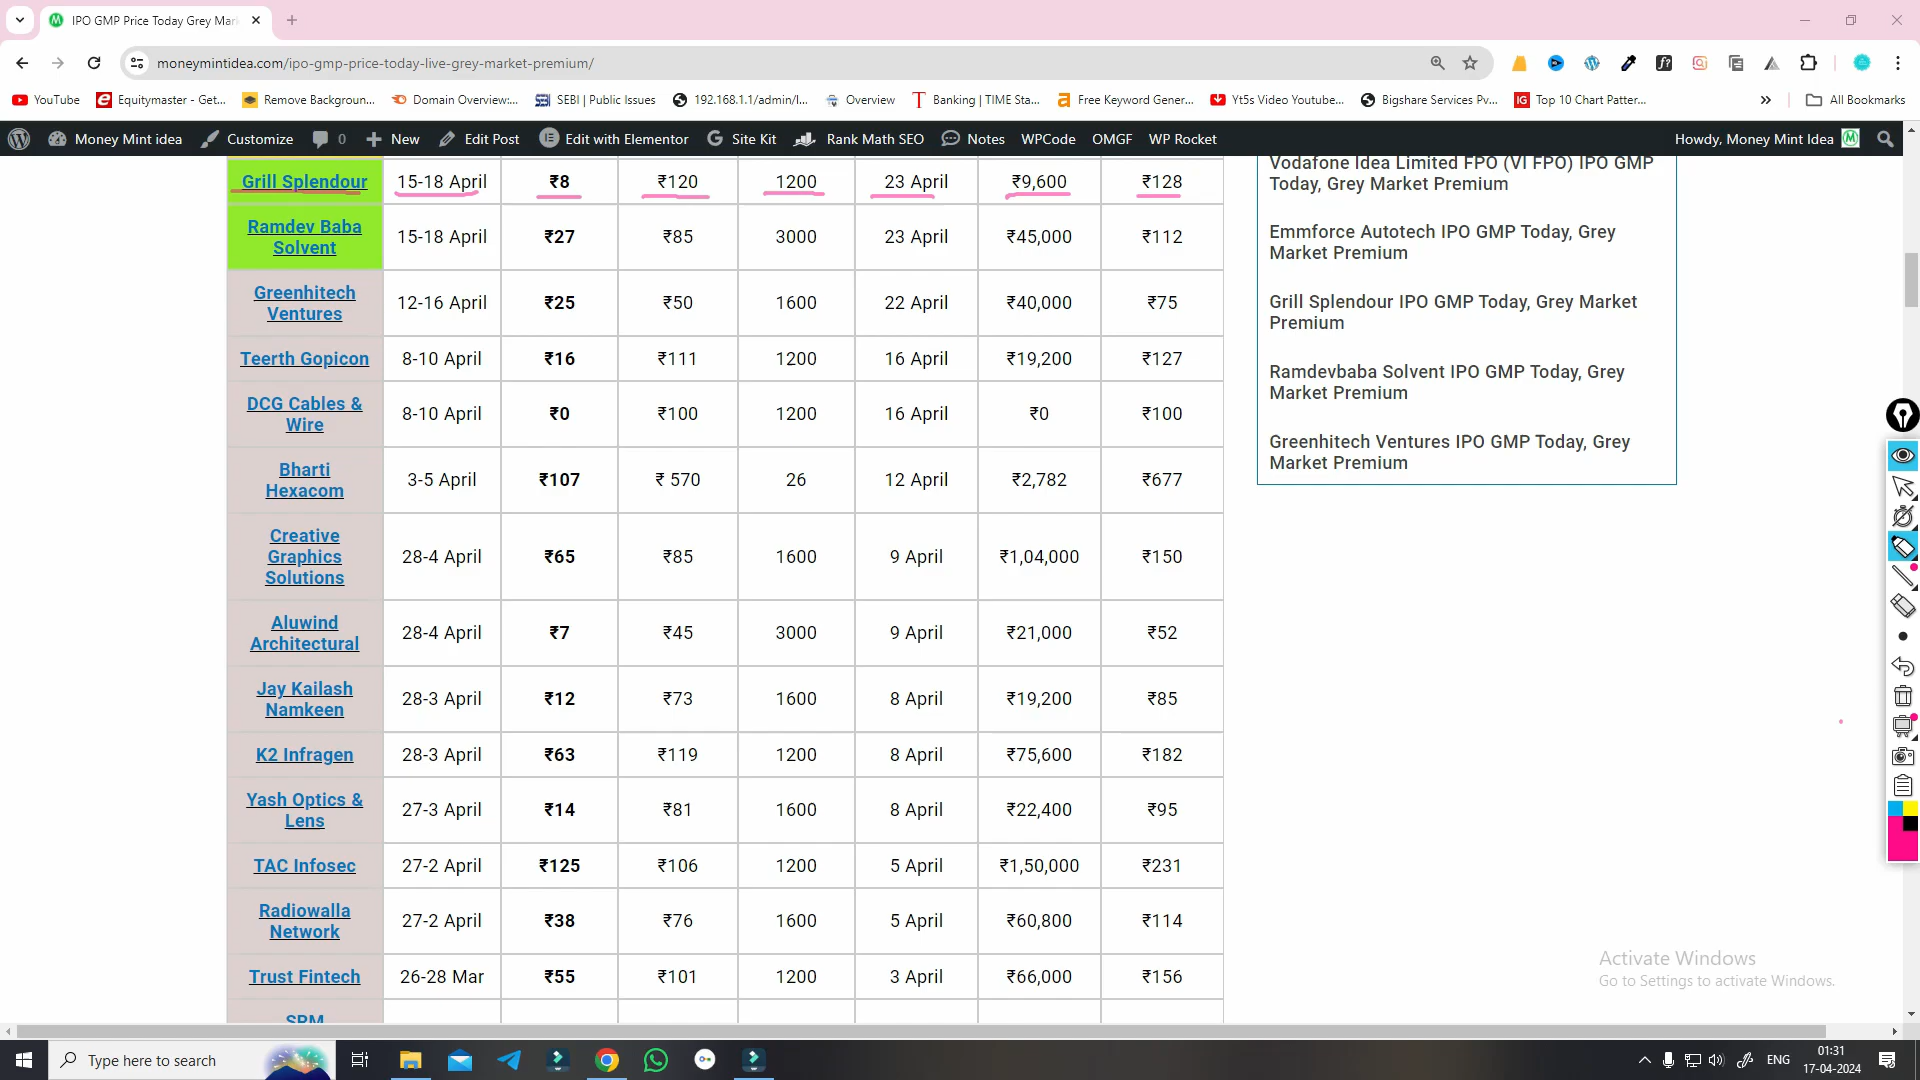 IPO GMP Price Today Grey Mar
moneymintidea.com/ipo-gmp-price-today-live-grey-market-premium/
YouTube
Equitymaster - Get...
Remove Backgroun...
Domain Overview:...
SEBI | Public Issues
192.168.1.1/admin/l...
Overview
Banking | TIME Sta...
Free Keyword Gener...
Yt5s Video Youtube...
Bigshare Services Pv...
Top 10 Chart Patter...
All Bookmarks
Money Mint idea
Customize
0
New
Edit Post
Edit with Elementor
Site Kit
Rank Math SEO
Notes
WPCode
OMGF
WP Rocket
Howdy, Money Mint Idea
Grill Splendour 15-18 April ₹8 ₹120 1200 23 April ₹9,600 ₹128
Ramdev Baba
Solvent 15-18 April ₹27 ₹85 3000 23 April ₹45,000 ₹112
Greenhitech
Ventures 12-16 April ₹25 ₹50 1600 22 April ₹40,000 ₹75
Teerth Gopicon 8-10 April ₹16 ₹111 1200 16 April ₹19,200 ₹127
DCG Cables &
Wire 8-10 April ₹0 ₹100 1200 16 April ₹0 ₹100
Bharti
Hexacom 3-5 April ₹107 ₹ 570 26 12 April ₹2,782 ₹677
Creative
Graphics
Solutions 28-4 April ₹65 ₹85 1600 9 April ₹1,04,000 ₹150
Aluwind
Architectural 28-4 April ₹7 ₹45 3000 9 April ₹21,000 ₹52
Jay Kailash
Namkeen 28-3 April ₹12 ₹73 1600 8 April ₹19,200 ₹85
K2 Infragen 28-3 April ₹63 ₹119 1200 8 April ₹75,600 ₹182
Yash Optics &
Lens 27-3 April ₹14 ₹81 1600 8 April ₹22,400 ₹95
TAC Infosec 27-2 April ₹125 ₹106 1200 5 April ₹1,50,000 ₹231
Radiowalla
Network 27-2 April ₹38 ₹76 1600 5 April ₹60,800 ₹114
Trust Fintech 26-28 Mar ₹55 ₹101 1200 3 April ₹66,000 ₹156
SRM
Vodafone Idea Limited FPO (VI FPO) IPO GMP
Today, Grey Market Premium
Emmforce Autotech IPO GMP Today, Grey
Market Premium
Grill Splendour IPO GMP Today, Grey Market
Premium
Ramdevbaba Solvent IPO GMP Today, Grey
Market Premium
Greenhitech Ventures IPO GMP Today, Grey
Market Premium
Activate Windows
Go to Settings to activate Windows.
Type here to search
ENG
01:31
17-04-2024